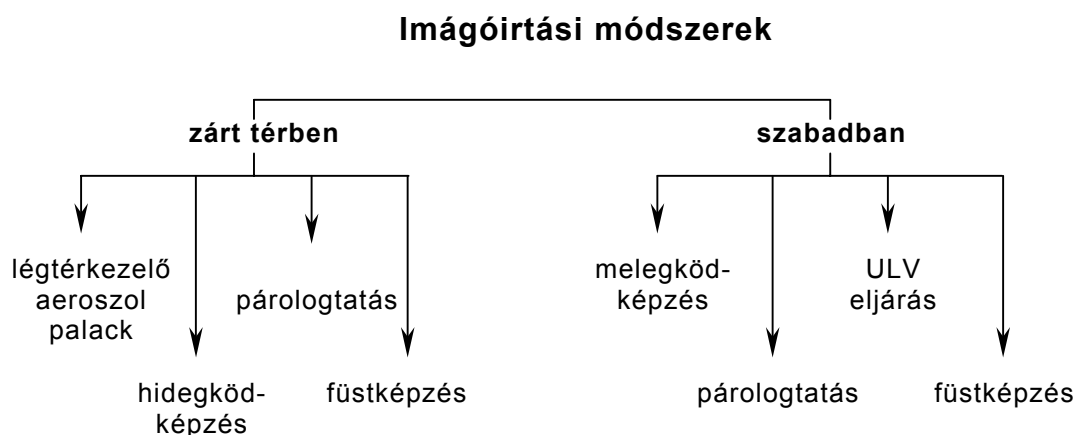 Imágóirtási módszerek
zárt térben
szabadban
légtérkezelő
aeroszol
palack
hidegköd-
képzés
párologtatás
füstképzés
melegköd-
képzés
párologtatás
ULV
eljárás
füstképzés